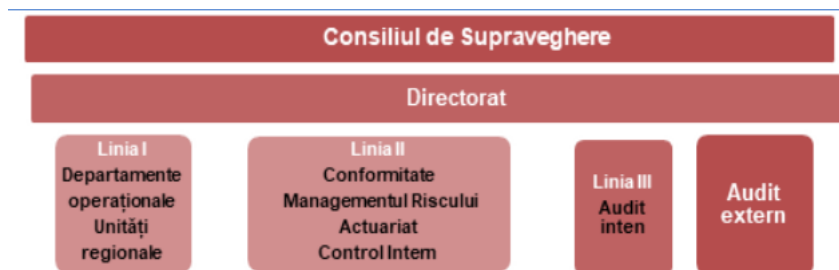 Consiliul de Supraveghere
Directorat
Linia I
Departamente
operaționale
Unități
regionale
Linia II
Conformitate
Managementul Riscului
Actuariat
Control Intern
Linia III
Audit
inten
Audit
extern